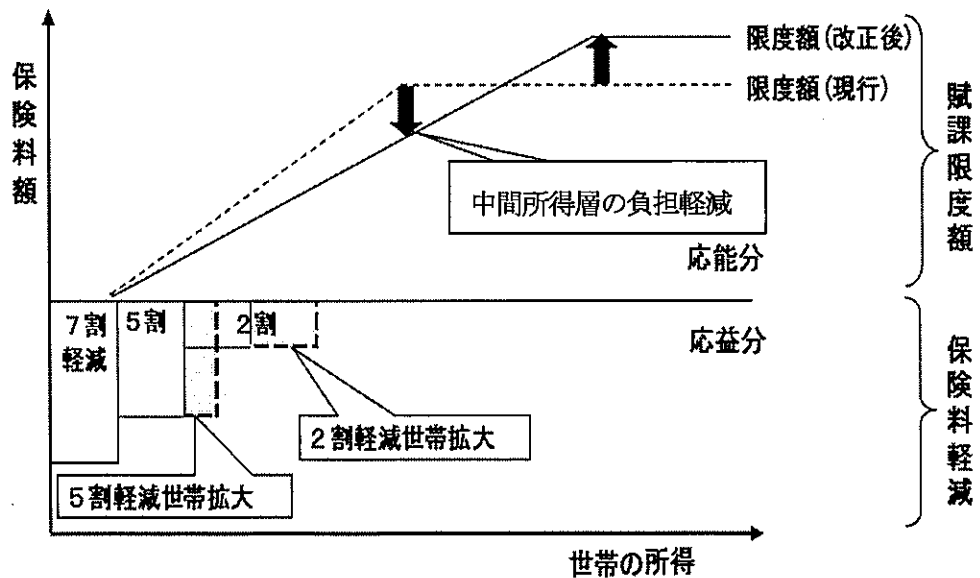 保険料額
限度額(改正後)
限度額(現行)
賦課限度額
中間所得層の負担軽減
応能分
7割
軽減
5割
2割
応益分
保険料軽減
2割軽減世帯拡大
5割軽減世帯拡大
世帯の所得